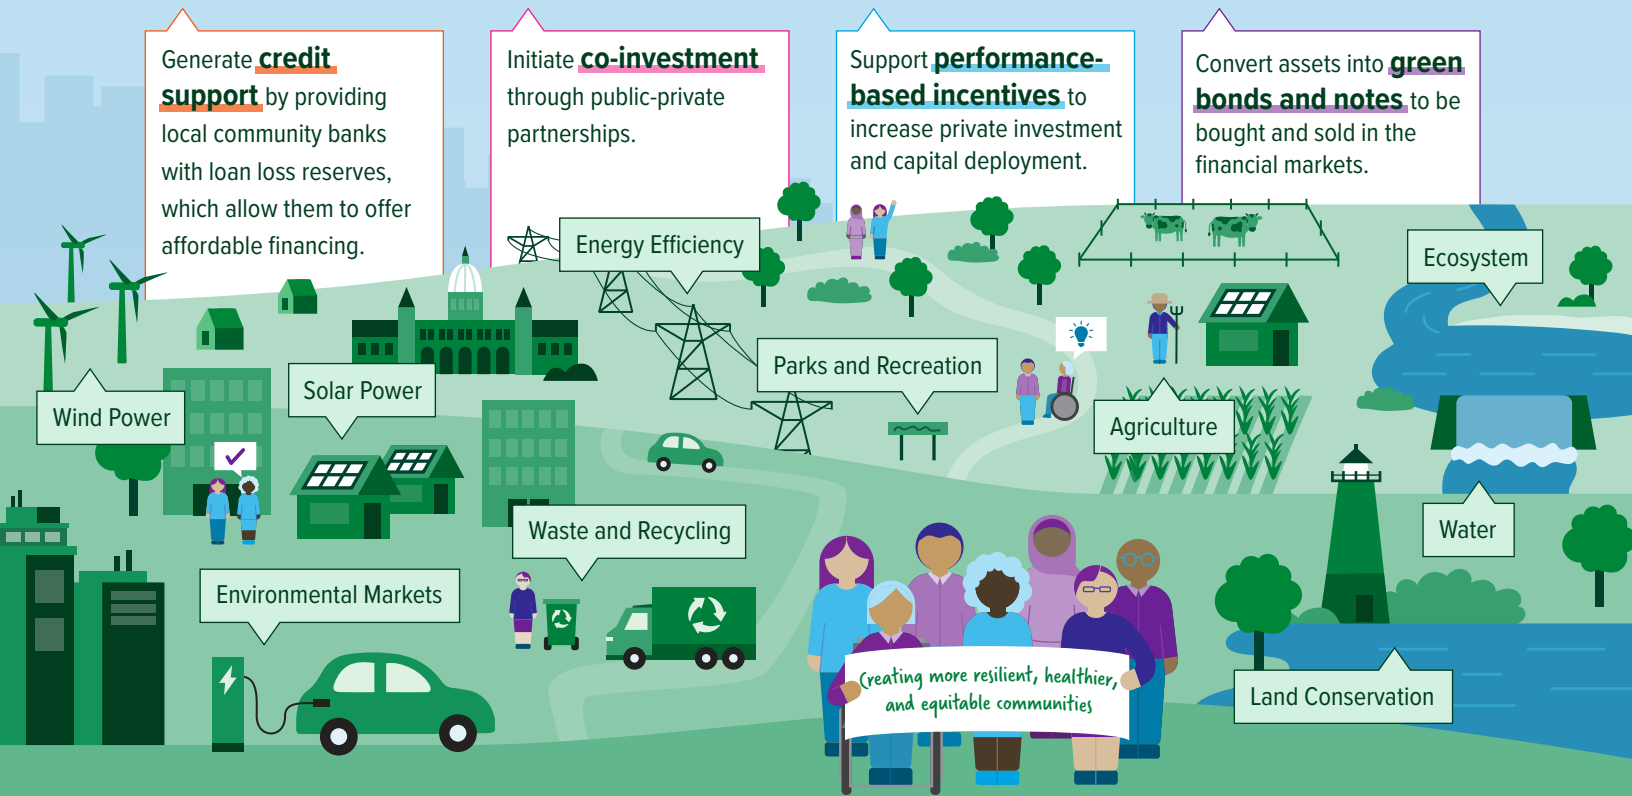 Generate credit
support by providing
local community banks
with loan loss reserves,
which allow them to offer
affordable financing.
Initiate co-investment
through public-private
partnerships.
Support performance-
based incentives to
increase private investment
and capital deployment.
Convert assets into green
bonds and notes to be
bought and sold in the
financial markets.
Energy Efficiency
Ecosystem
Parks and Recreation
Solar Power
Wind Power
Agriculture
Waste and Recycling
Water
Environmental Markets
Creating more resilient, healthier,
and equitable communities
Land Conservation